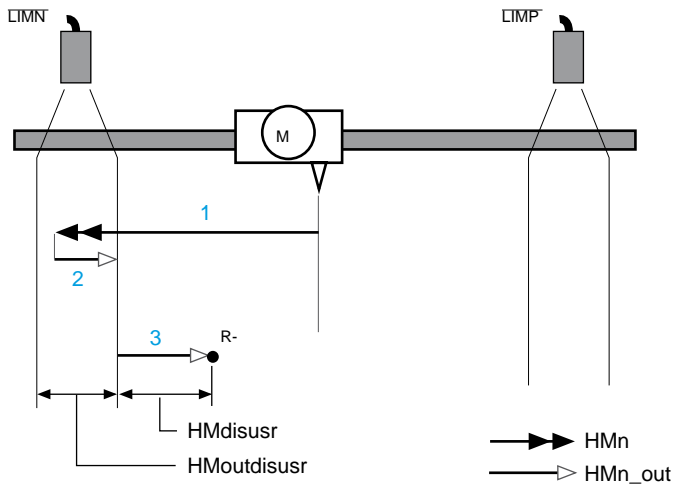 LIMN
LIMP
M
1
2
3
R-
HMdisusr
HMoutdisusr
HMn
HMn_out